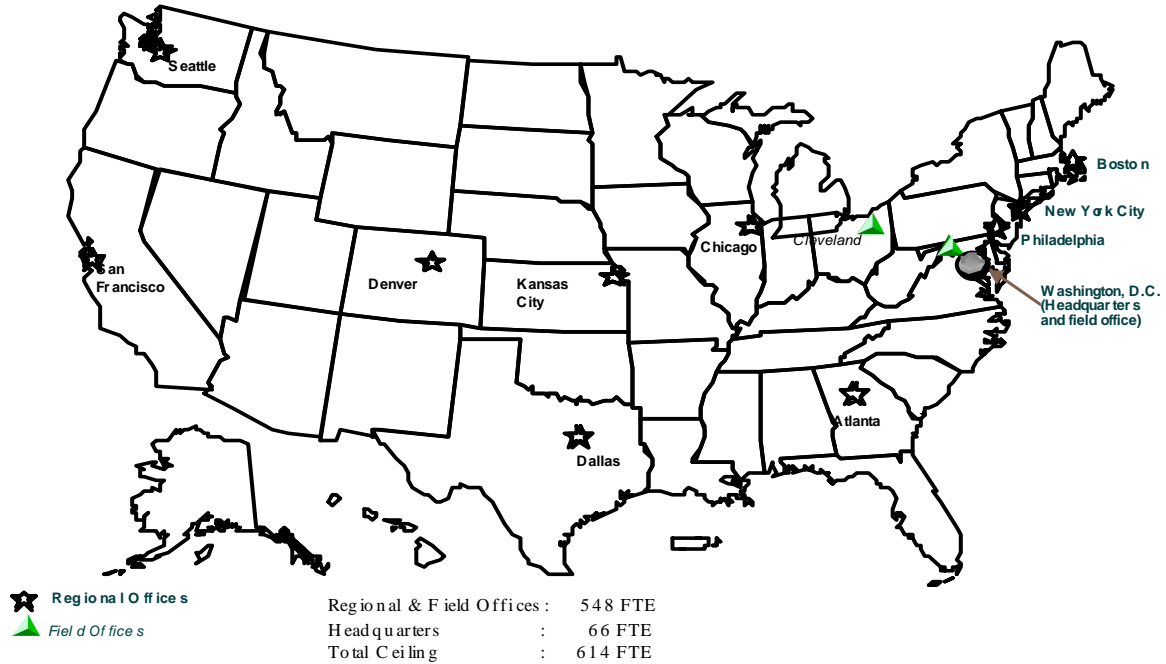 Seattle
Boston
New York City
Philadelphia
Chicago
Cleveland
San
Francisco
Denver
Kansas
City
Washington, D.C.
(Headquarters
and field office)
Atlanta
Dallas
Regional Offices
Field Offices
Regional & Field Offices : 548 FTE
Headquarters : 66 FTE
Total Ceiling : 614 FTE